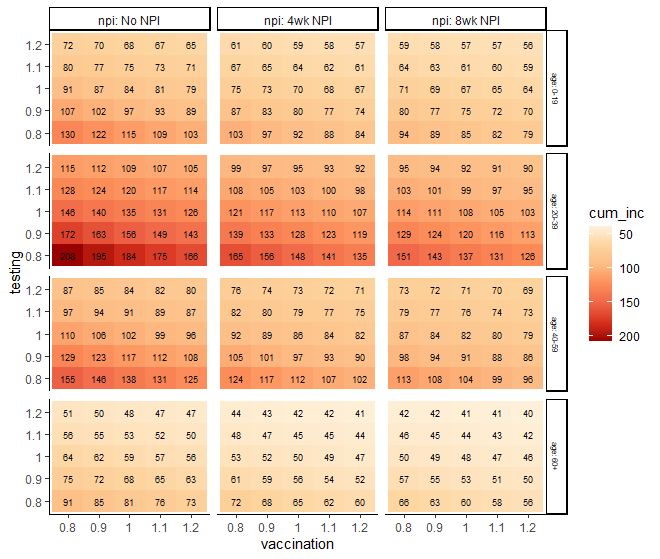 npi: No NPI npi: 4wk NPI npi: 8wk NPI
1.2 72 70 68 67 65 61 60 59 58 57 59 58 57 57 56
1.1 80 77 75 73 71 67 65 64 62 61 64 63 61 60 59
1 91 87 84 81 79 75 73 70 68 67 71 69 67 65 64
0.9 107 102 97 93 89 87 83 80 77 74 79 77 75 72 70
0.8 130 122 115 109 103 103 97 92 88 84 94 89 85 82 79
age: 0-19
1.2 115 112 109 107 105 99 97 95 93 92 95 94 92 91 90
1.1 128 124 120 117 114 108 105 103 100 98 103 101 99 97 95
1 146 140 135 131 126 121 117 113 110 107 114 111 108 105 103
0.9 172 163 156 149 143 139 133 128 123 119 129 124 120 116 113
0.8 208 195 184 175 166 165 156 148 141 135 151 143 137 131 126
age: 20-39
1.2 87 85 84 82 80 76 74 73 72 71 73 72 71 70 69
1.1 97 94 91 89 87 82 80 79 77 75 79 77 76 74 73
1 110 106 102 99 96 92 89 86 84 82 87 84 82 80 79
0.9 129 123 117 112 108 105 101 97 93 90 98 94 91 88 86
0.8 155 146 138 131 125 124 117 112 107 102 113 108 104 99 96
age: 40-59
1.2 51 50 48 47 47 44 43 42 42 41 42 42 41 41 40
1.1 56 55 53 52 50 48 47 45 45 44 46 45 44 44 43
1 64 62 59 57 56 53 52 50 49 47 50 49 48 47 46
0.9 75 72 68 65 63 61 59 56 54 52 57 55 53 51 50
0.8 91 85 81 76 73 72 68 65 62 60 66 63 60 58 56
age: 60+
0.8 0.9 1 1.1 1.2 0.8 0.9 1 1.1 1.2 0.8 0.9 1 1.1 1.2
vaccination
testing
cum_inc
50
100
150
200